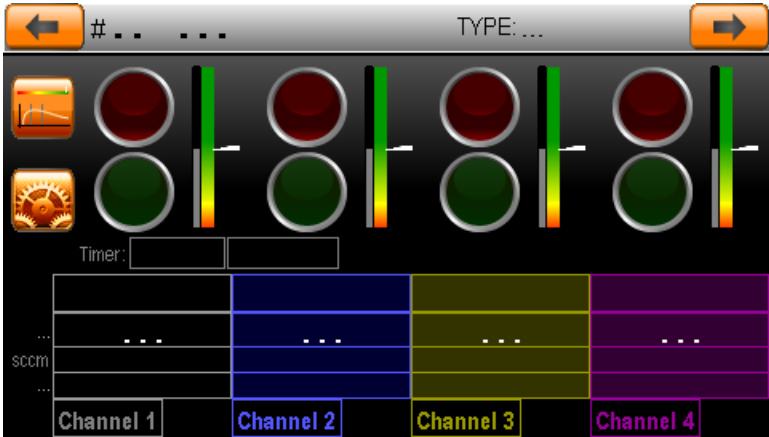 #.. ... TYPE:...
Timer:
... ... ... ... ...
sccm
...
Channel 1 Channel 2 Channel 3 Channel 4